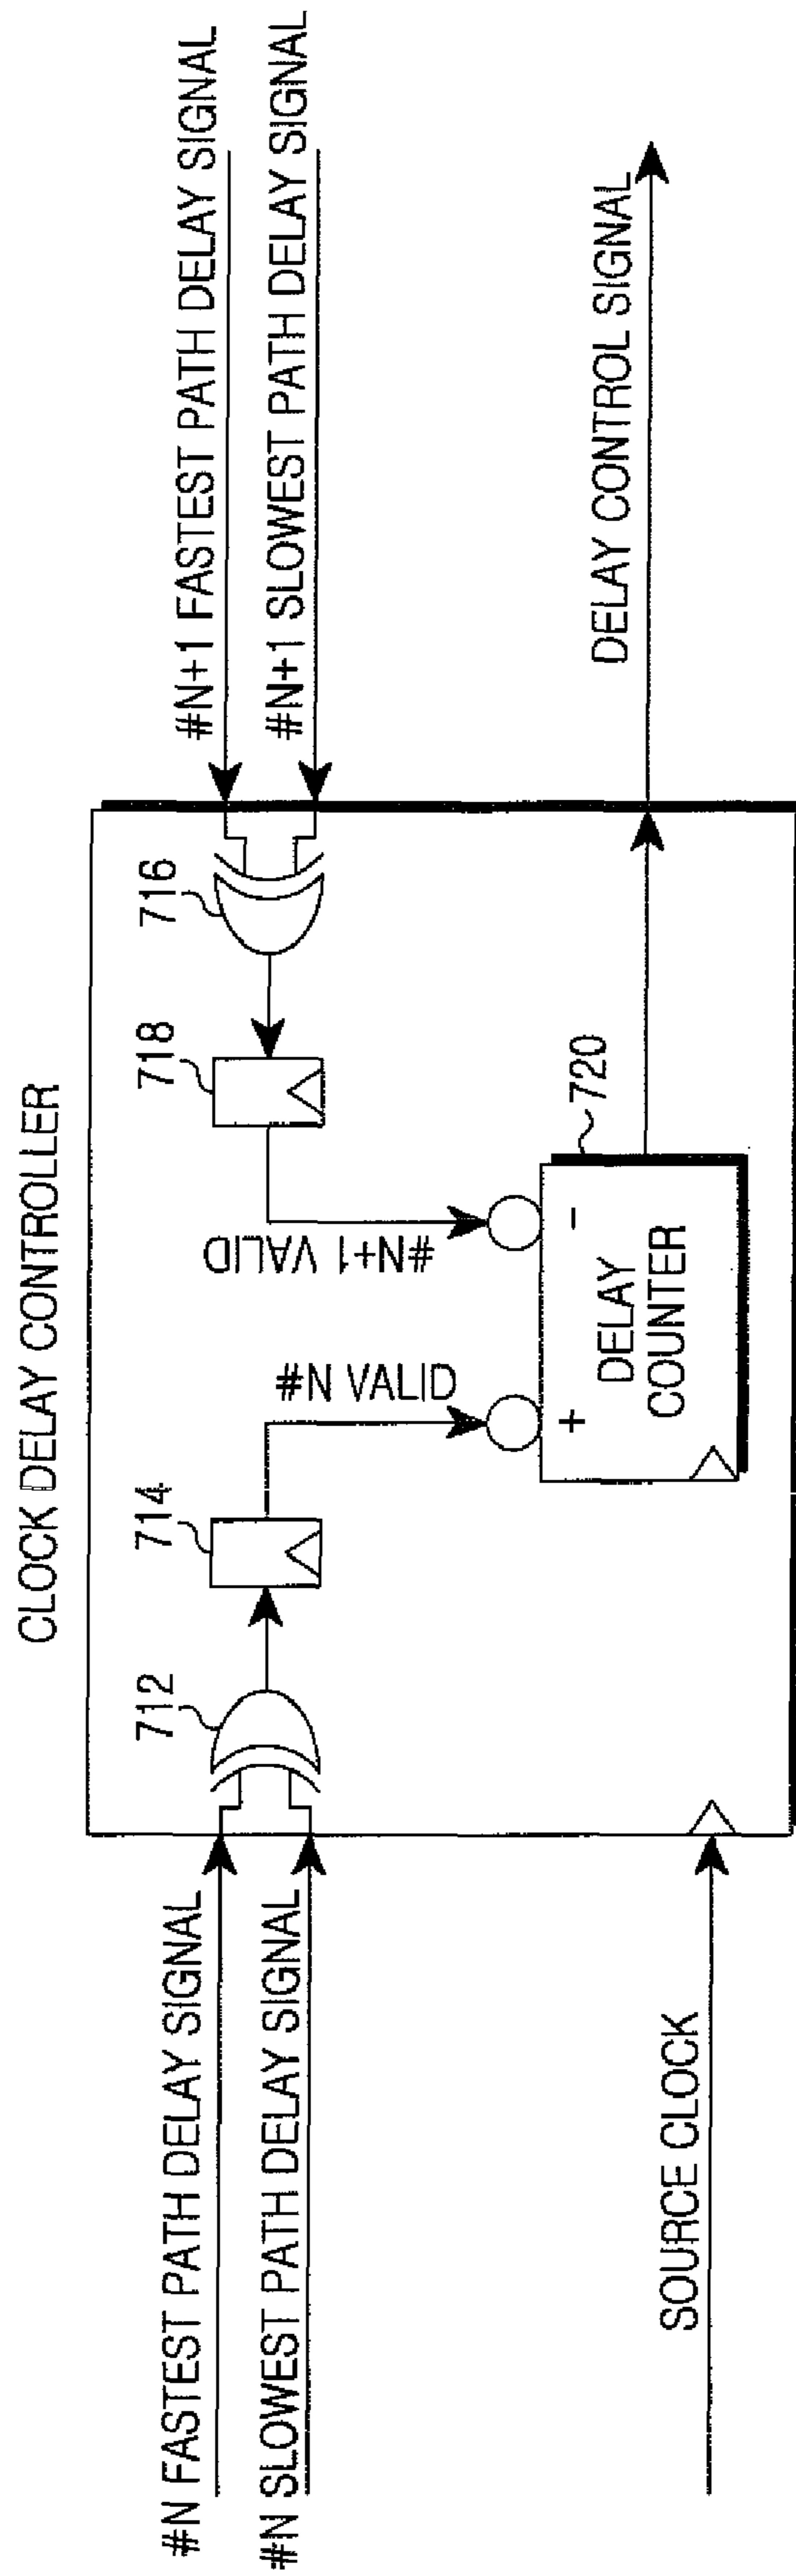 CLOCK DELAY CONTROLLER
#N FASTEST PATH DELAY SIGNAL
#N SLOWEST PATH DELAY SIGNAL
SOURCE CLOCK
712
714
#N VALID
718
716
#N+1 VALID
720
+
-
DELAY
COUNTER
#N+1 FASTEST PATH DELAY SIGNAL
#N+1 SLOWEST PATH DELAY SIGNAL
DELAY CONTROL SIGNAL